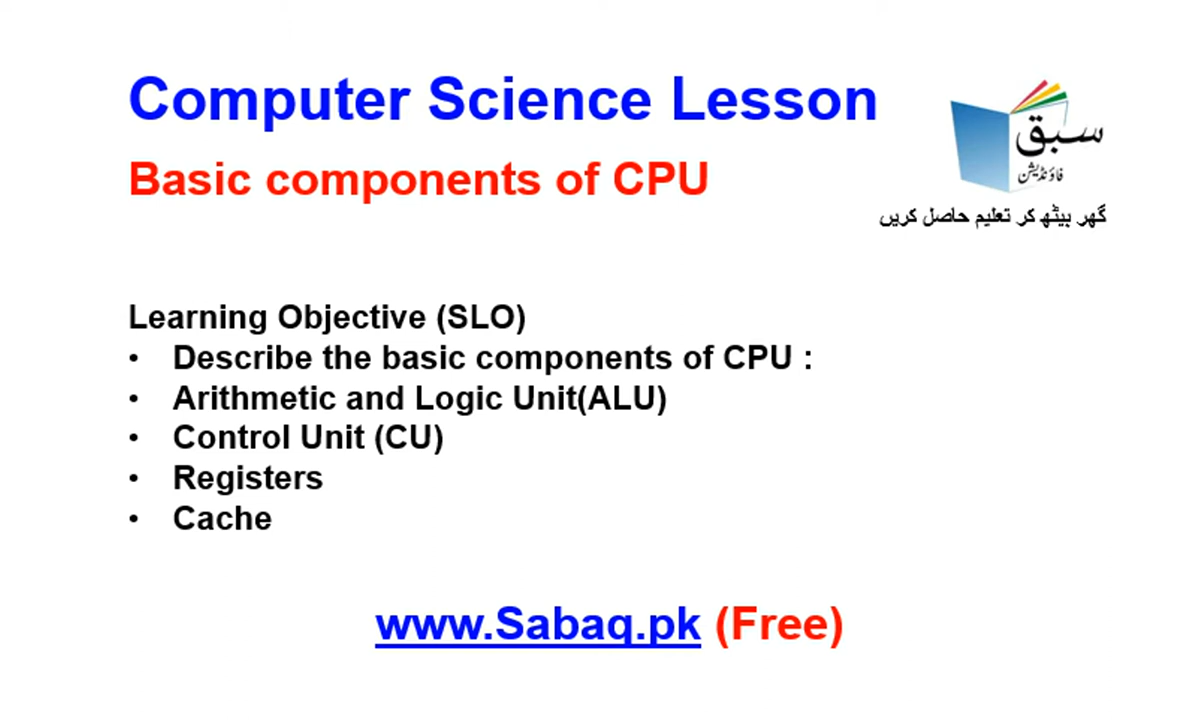 Computer Science Lesson
Basic components of CPU
سبق
فاؤنڈیشن
گھر بیٹھ کر تعلیم حاصل کریں
Learning Objective (SLO)
• Describe the basic components of CPU :
• Arithmetic and Logic Unit(ALU)
• Control Unit (CU)
• Registers
• Cache
www.Sabaq.pk (Free)